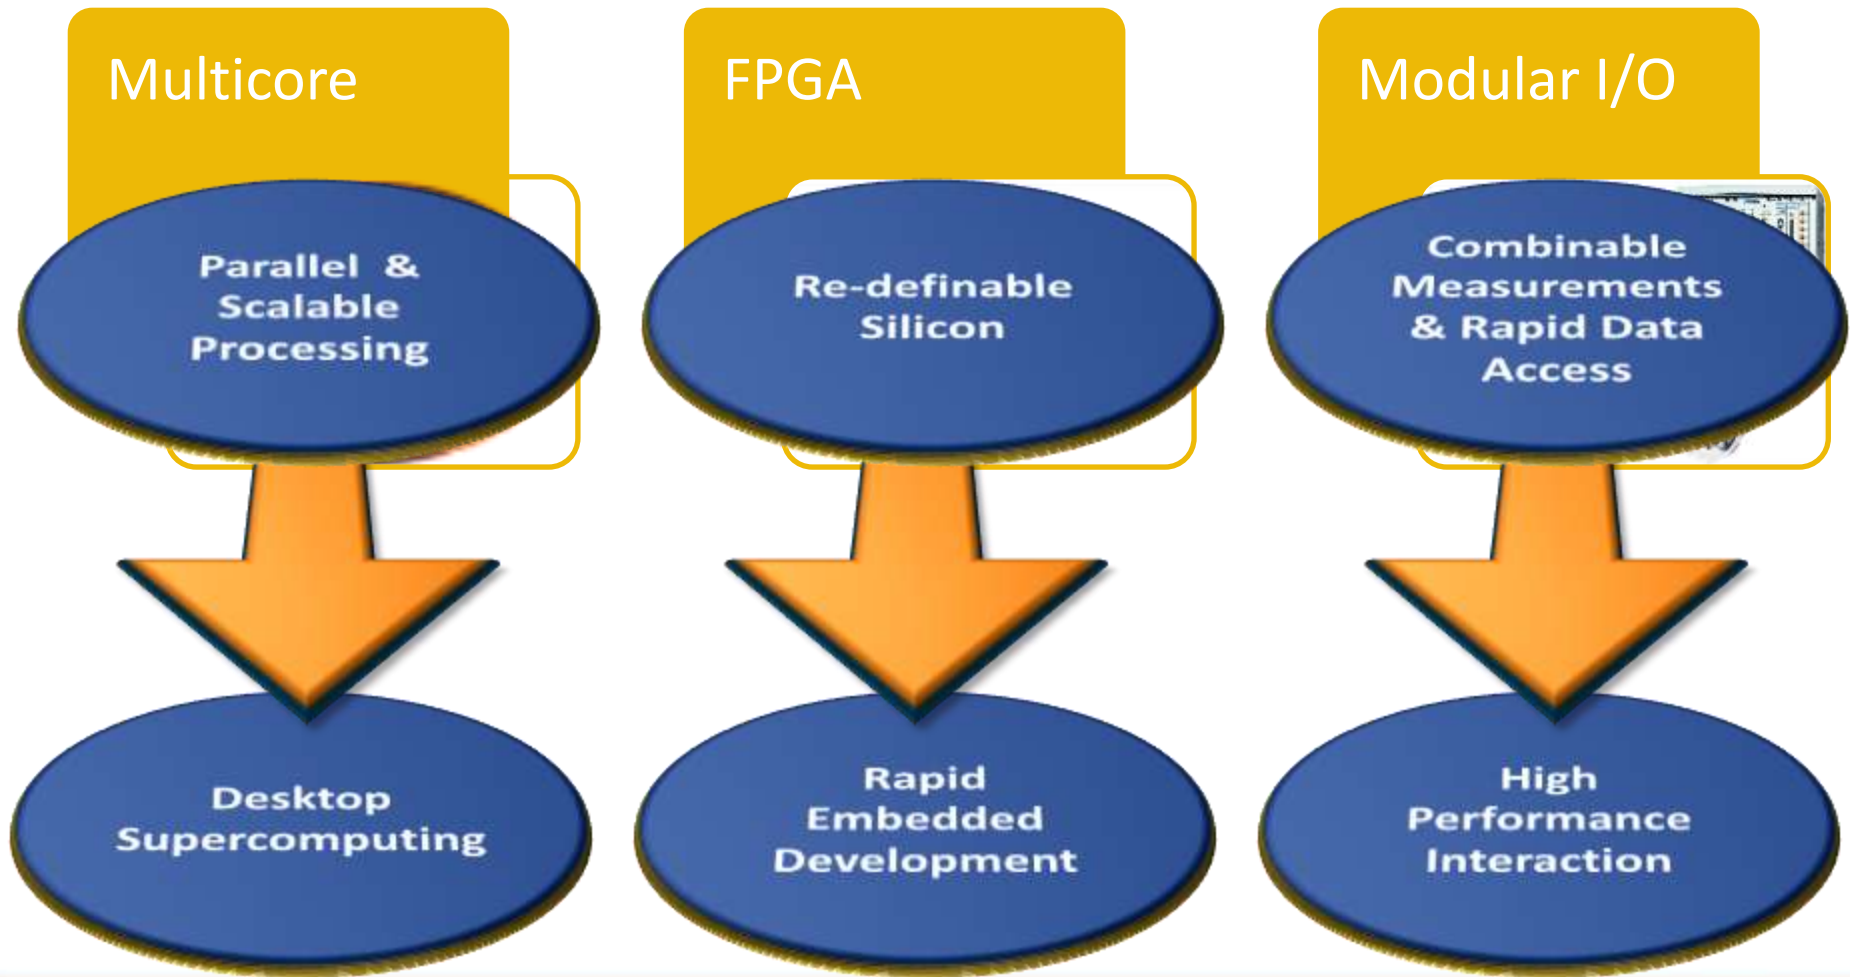 Multicore
FPGA
Modular I/O
Parallel & 
Scalable
Processing
Re-definable
Silicon
Combinable
Measurements
& Rapid Data
Access
Desktop
Supercomputing
Rapid
Embedded
Development
High
Performance
Interaction